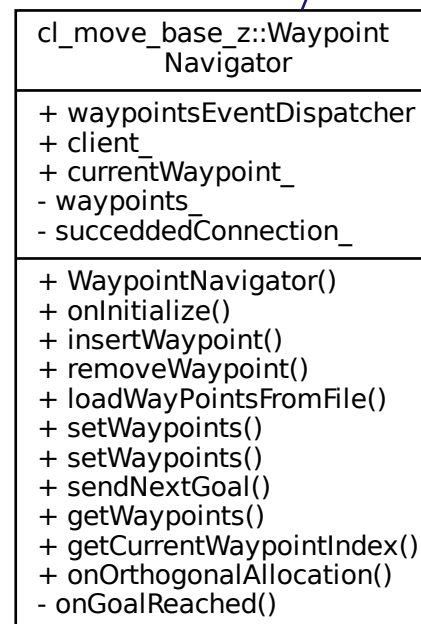 cl_move_base_z::Waypoint
Navigator
+ waypointsEventDispatcher
+ client_
+ currentWaypoint_
- waypoints_
- succeddedConnection_
+ WaypointNavigator()
+ onInitialize()
+ insertWaypoint()
+ removeWaypoint()
+ loadWayPointsFromFile()
+ setWaypoints()
+ setWaypoints()
+ sendNextGoal()
+ getWaypoints()
+ getCurrentWaypointIndex()
+ onOrthogonalAllocation()
- onGoalReached()